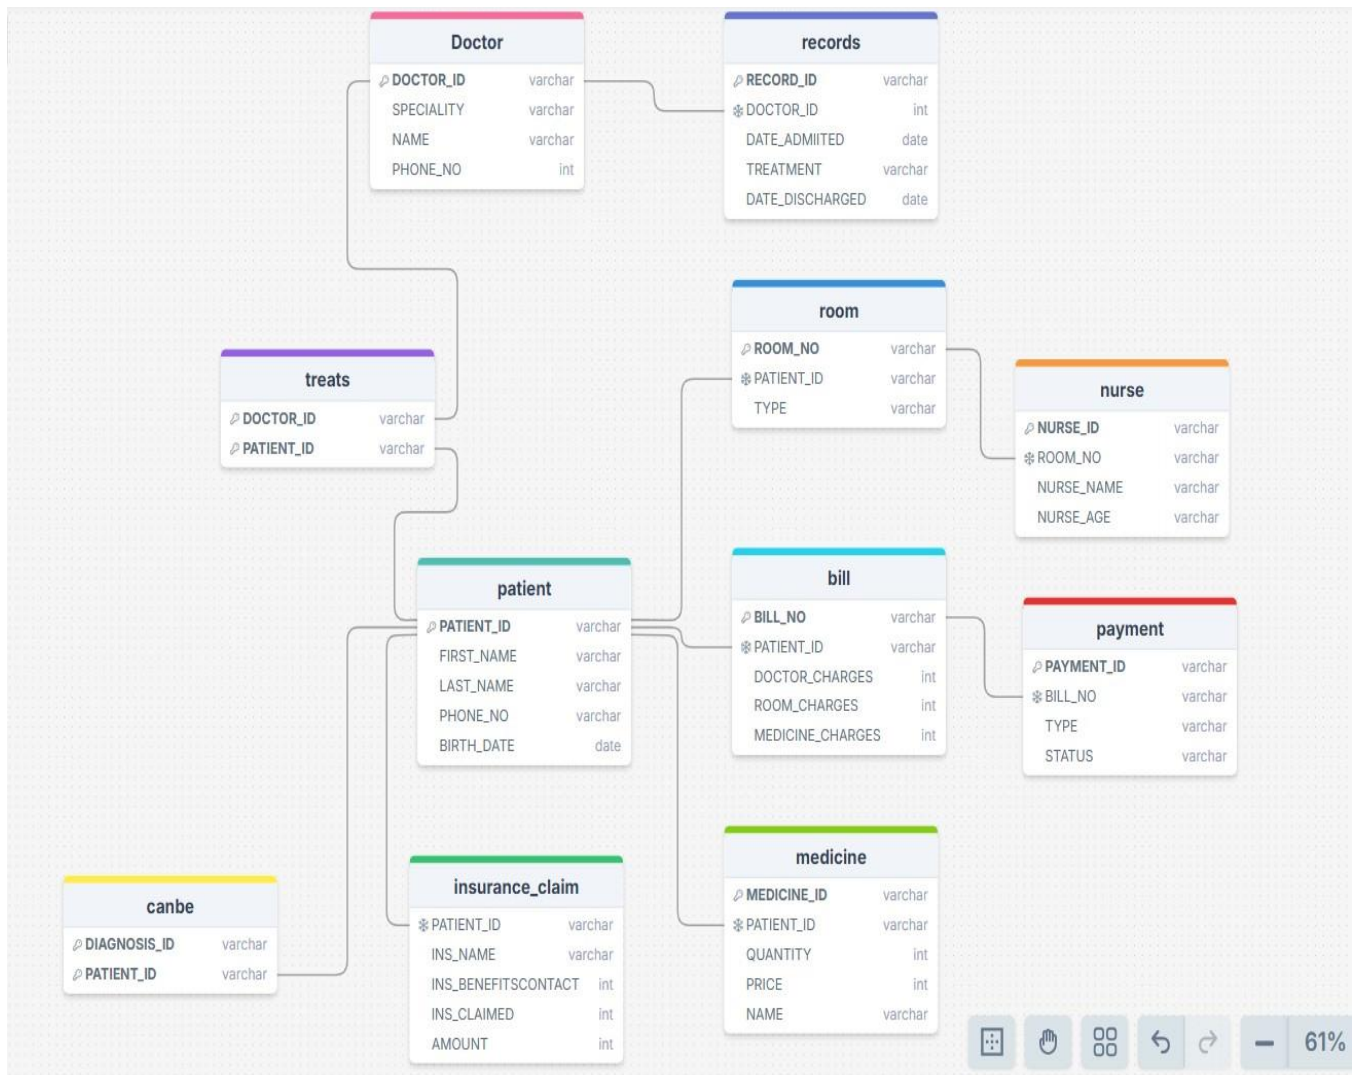 Doctor
DOCTOR_ID varchar
SPECIALITY varchar
NAME varchar
PHONE_NO int
records
RECORD_ID varchar
DOCTOR_ID int
DATE_ADMIITED date
TREATMENT varchar
DATE_DISCHARGED date
room
ROOM_NO varchar
PATIENT_ID varchar
TYPE varchar
treats
DOCTOR_ID varchar
PATIENT_ID varchar
nurse
NURSE_ID varchar
ROOM_NO varchar
NURSE_NAME varchar
NURSE_AGE varchar
patient
PATIENT_ID varchar
FIRST_NAME varchar
LAST_NAME varchar
PHONE_NO varchar
BIRTH_DATE date
bill
BILL_NO varchar
PATIENT_ID varchar
DOCTOR_CHARGES int
ROOM_CHARGES int
MEDICINE_CHARGES int
payment
PAYMENT_ID varchar
BILL_NO varchar
TYPE varchar
STATUS varchar
canbe
DIAGNOSIS_ID varchar
PATIENT_ID varchar
insurance_claim
PATIENT_ID varchar
INS_NAME varchar
INS_BENEFITSCONTACT int
INS_CLAIMED int
AMOUNT int
medicine
MEDICINE_ID varchar
PATIENT_ID varchar
QUANTITY int
PRICE int
NAME varchar
61%